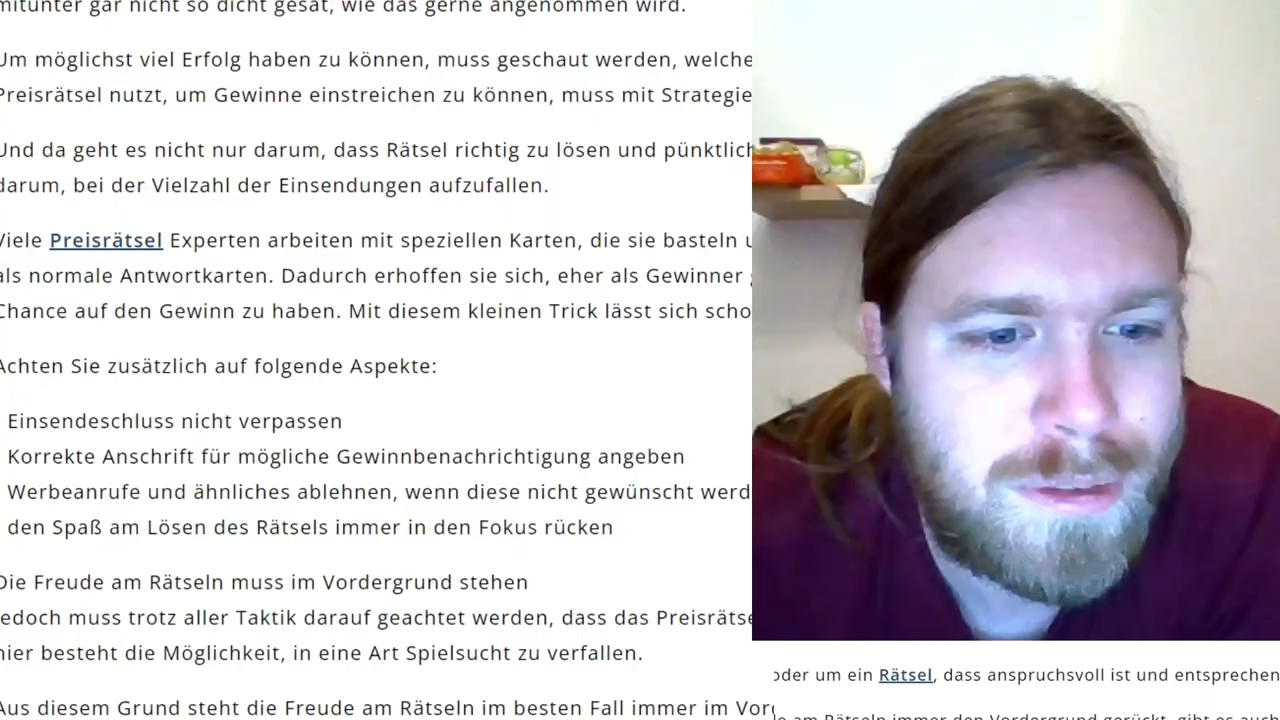 mitunter gar nicht so dicht gesät, wie das gerne angenommen wird.
Um möglichst viel Erfolg haben zu können, muss geschaut werden, welche
Preisrätsel nutzt, um Gewinne einstreichen zu können, muss mit Strategie
Und da geht es nicht nur darum, dass Rätsel richtig zu lösen und pünktlich
darum, bei der Vielzahl der Einsendungen aufzufallen.
Viele Preisrätsel Experten arbeiten mit speziellen Karten, die sie basteln u
als normale Antwortkarten. Dadurch erhoffen sie sich, eher als Gewinner
Chance auf den Gewinn zu haben. Mit diesem kleinen Trick lässt sich scho
Achten Sie zusätzlich auf folgende Aspekte:
Einsendeschluss nicht verpassen
Korrekte Anschrift für mögliche Gewinnbenachrichtigung angeben
Werbeanrufe und ähnliches ablehnen, wenn diese nicht gewünscht werd
den Spaß am Lösen des Rätsels immer in den Fokus rücken
Die Freude am Rätseln muss im Vordergrund stehen
edoch muss trotz aller Taktik darauf geachtet werden, dass das Preisrätse
hier besteht die Möglichkeit, in eine Art Spielsucht zu verfallen.
oder um ein Rätsel, dass anspruchsvoll ist und entsprechen
Aus diesem Grund steht die Freude am Rätseln im besten Fall immer im Vor
am Rätseln immer den Vordergrund gerückt, gibt es auch